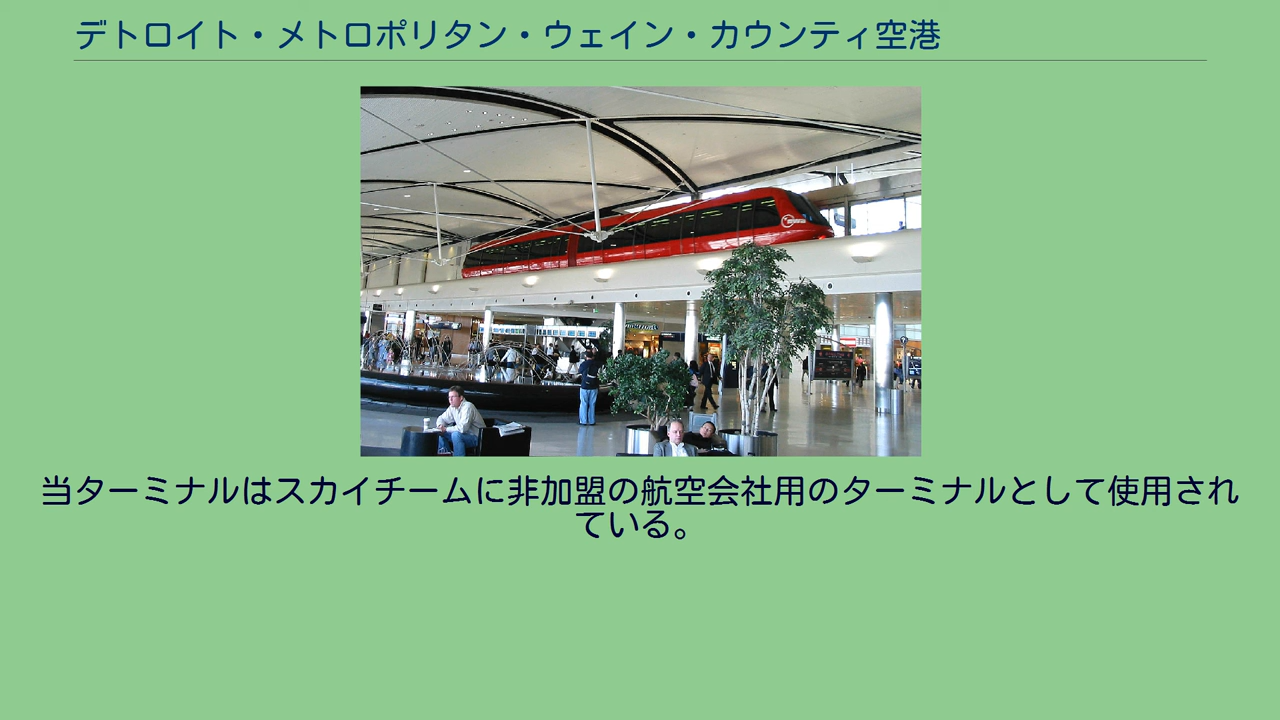 デトロイト・メトロポリタン・ウェイン・カウンティ空港
当ターミナルはスカイチームに非加盟の航空会社用のターミナルとして使用され
ている。